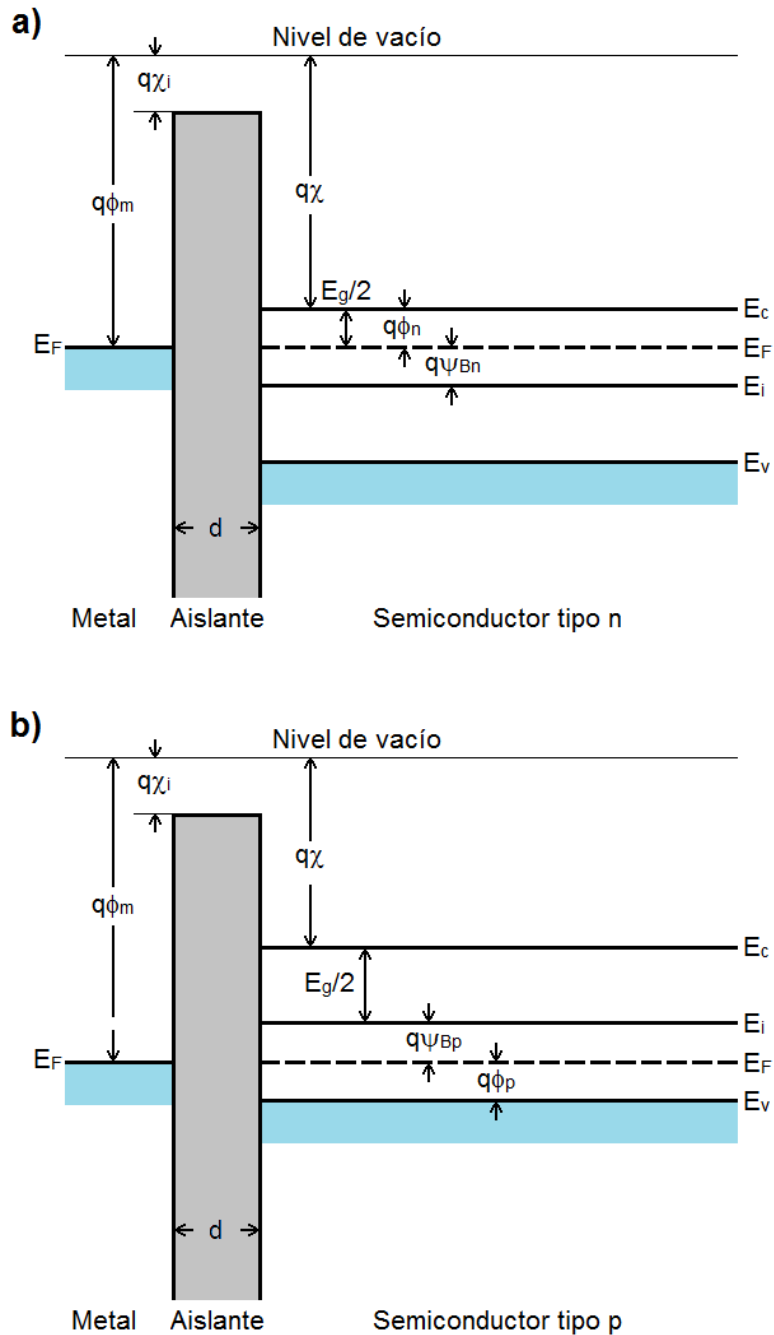 a)
Nivel de vacío
qχi
qχ
qϕm
Eg/2
Ec
qϕn
EF
EF
qψBn
Ei
Ev
d
Metal Aislante Semiconductor tipo n
b)
Nivel de vacío
qχi
qχ
qϕm
Ec
Eg/2
Ei
qψBp
EF
EF
qϕp
Ev
d
Metal Aislante Semiconductor tipo p